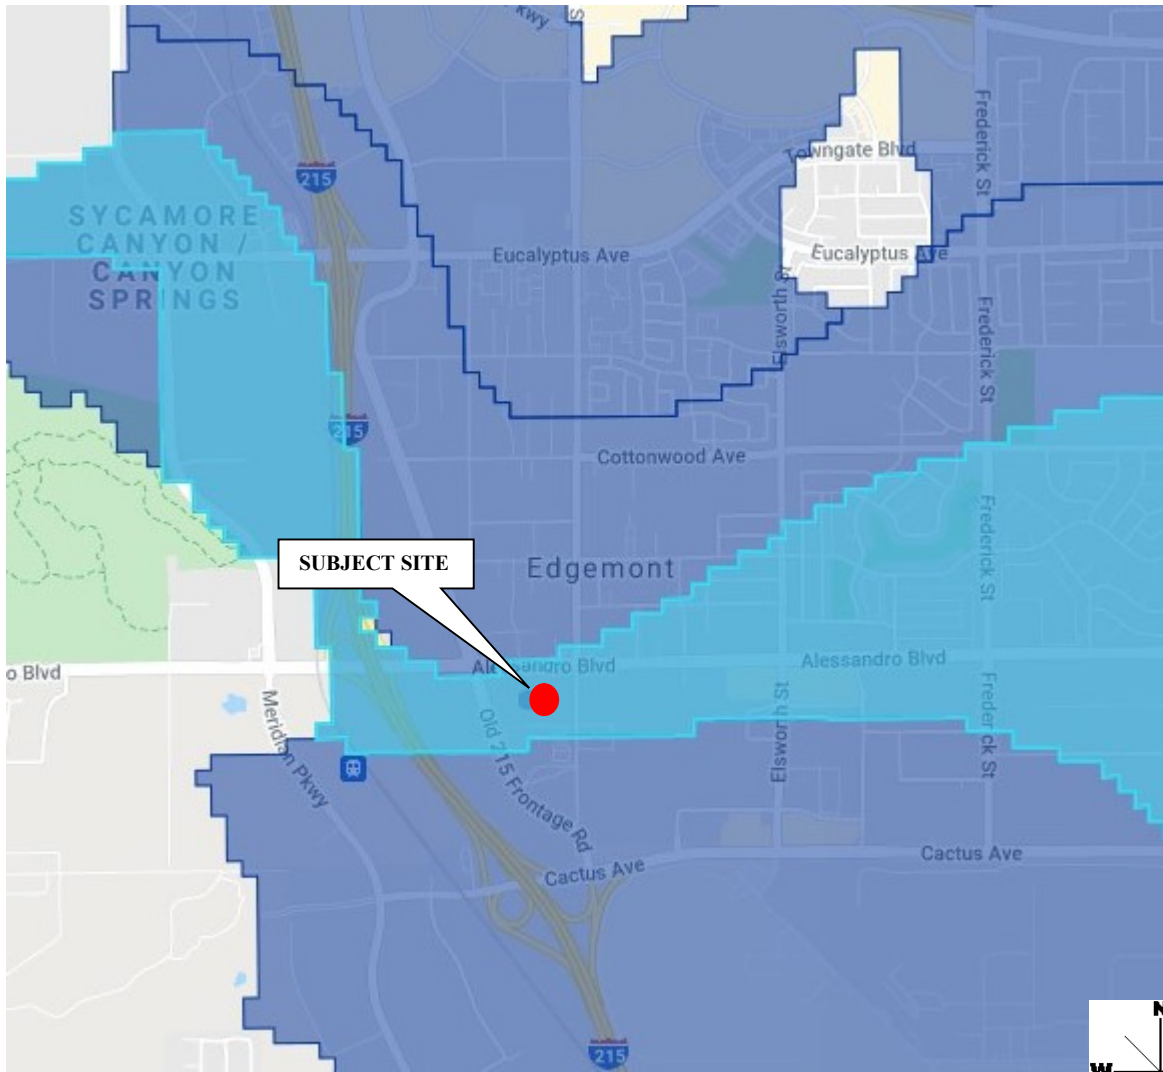 kwy
S
215
Towngate Blvd
Frederick St
SYCAMORE
CANYON /
CANYON
SPRINGS
Eucalyptus Ave
Eucalyptus Ave
Elsworth St
Frederick St
215
Cottonwood Ave
SUBJECT SITE
Edgemont
Frederick St
o Blvd
Alessandro Blvd
Alessandro Blvd
Meridian Pkwy
Old 215 Frontage Rd
Elsworth St
Frederick St
Cactus Ave
Cactus Ave
215
N
W